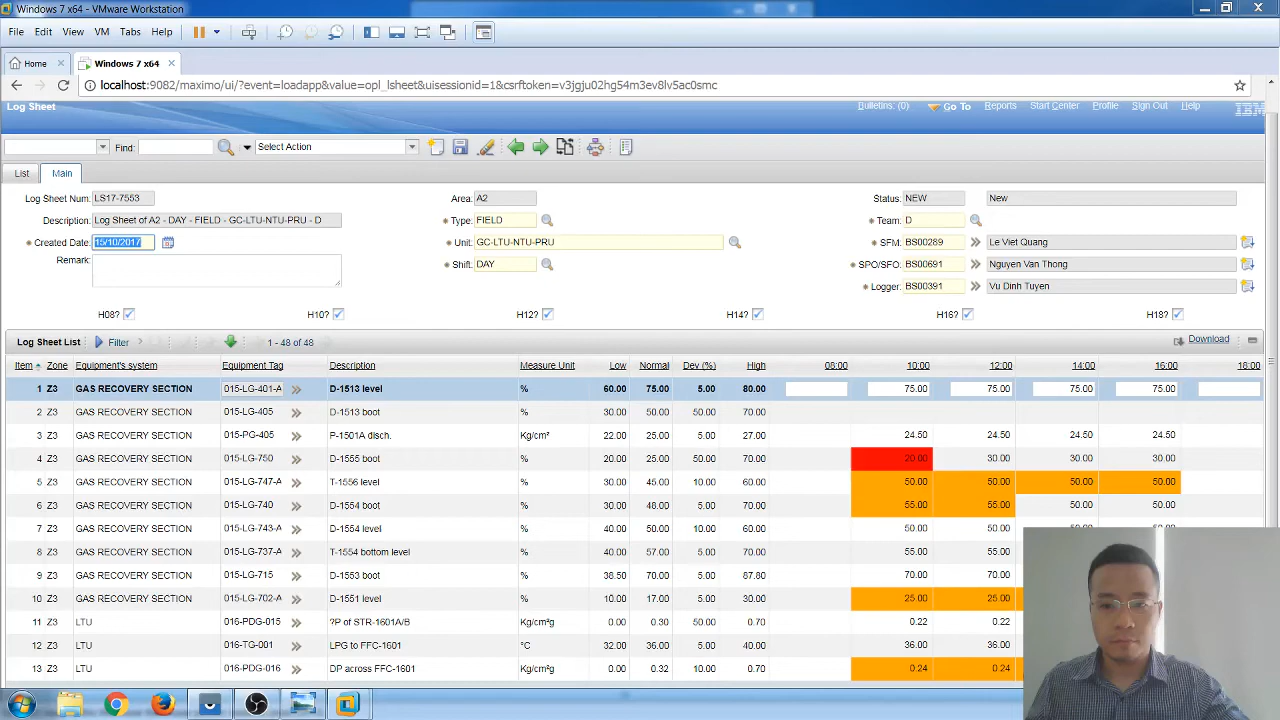 Windows 7 x64 - VMware Workstation
File Edit View VM Tabs Help
Home Windows 7 x64
localhost:9082/maximo/ui/?event=loadapp&value=opl_lsheet&uisessionid=1&csrftoken=v3jgju02hg54m3ev8lv5ac0smc
Log Sheet Bulletins: (0) Go To Reports Start Center Profile Sign Out Help IBM
Find: Select Action
List Main
Log Sheet Num: LS17-7553 Area: A2 Status: NEW New
Description: Log Sheet of A2 - DAY - FIELD - GC-LTU-NTU-PRU - D Type: FIELD Team: D
Created Date: 15/10/2017 Unit: GC-LTU-NTU-PRU SFM: BS00289 Le Viet Quang
Remark: Shift: DAY SPO/SFO: BS00691 Nguyen Van Thong
Logger: BS00391 Vu Dinh Tuyen
H08? H10? H12? H14? H16? H18?
Log Sheet List Filter 1 - 48 of 48 Download
Item Zone Equipment's system Equipment Tag Description Measure Unit Low Normal Dev (%) High 08:00 10:00 12:00 14:00 16:00 18:00
1 Z3 GAS RECOVERY SECTION 015-LG-401-A D-1513 level % 60.00 75.00 5.00 80.00 75.00 75.00 75.00 75.00
2 Z3 GAS RECOVERY SECTION 015-LG-405 D-1513 boot % 30.00 50.00 50.00 70.00
3 Z3 GAS RECOVERY SECTION 015-PG-405 P-1501A disch. Kg/cm² 22.00 25.00 5.00 27.00 24.50 24.50 24.50 24.50
4 Z3 GAS RECOVERY SECTION 015-LG-750 D-1555 boot % 20.00 25.00 50.00 70.00 20.00 30.00 30.00 30.00
5 Z3 GAS RECOVERY SECTION 015-LG-747-A T-1556 level % 30.00 45.00 10.00 60.00 50.00 50.00 50.00 50.00
6 Z3 GAS RECOVERY SECTION 015-LG-740 D-1554 boot % 30.00 48.00 5.00 70.00 55.00 55.00 50.00 50.00
7 Z3 GAS RECOVERY SECTION 015-LG-743-A D-1554 level % 40.00 50.00 10.00 60.00 50.00 50.00 50.00 50.00
8 Z3 GAS RECOVERY SECTION 015-LG-737-A T-1554 bottom level % 40.00 57.00 5.00 70.00 55.00 55.00
9 Z3 GAS RECOVERY SECTION 015-LG-715 D-1553 boot % 36.50 70.00 5.00 87.80 70.00 70.00
10 Z3 GAS RECOVERY SECTION 015-LG-702-A D-1551 level % 10.00 17.00 5.00 30.00 25.00 25.00
11 Z3 LTU 016-PDG-015 ?P of STR-1601A/B Kg/cm²g 0.00 0.30 50.00 0.70 0.22 0.22
12 Z3 LTU 016-TG-001 LPG to FFC-1601 °C 32.00 36.00 5.00 40.00 36.00 36.00
13 Z3 LTU 016-PDG-016 DP across FFC-1601 Kg/cm²g 0.00 0.32 10.00 0.70 0.24 0.24